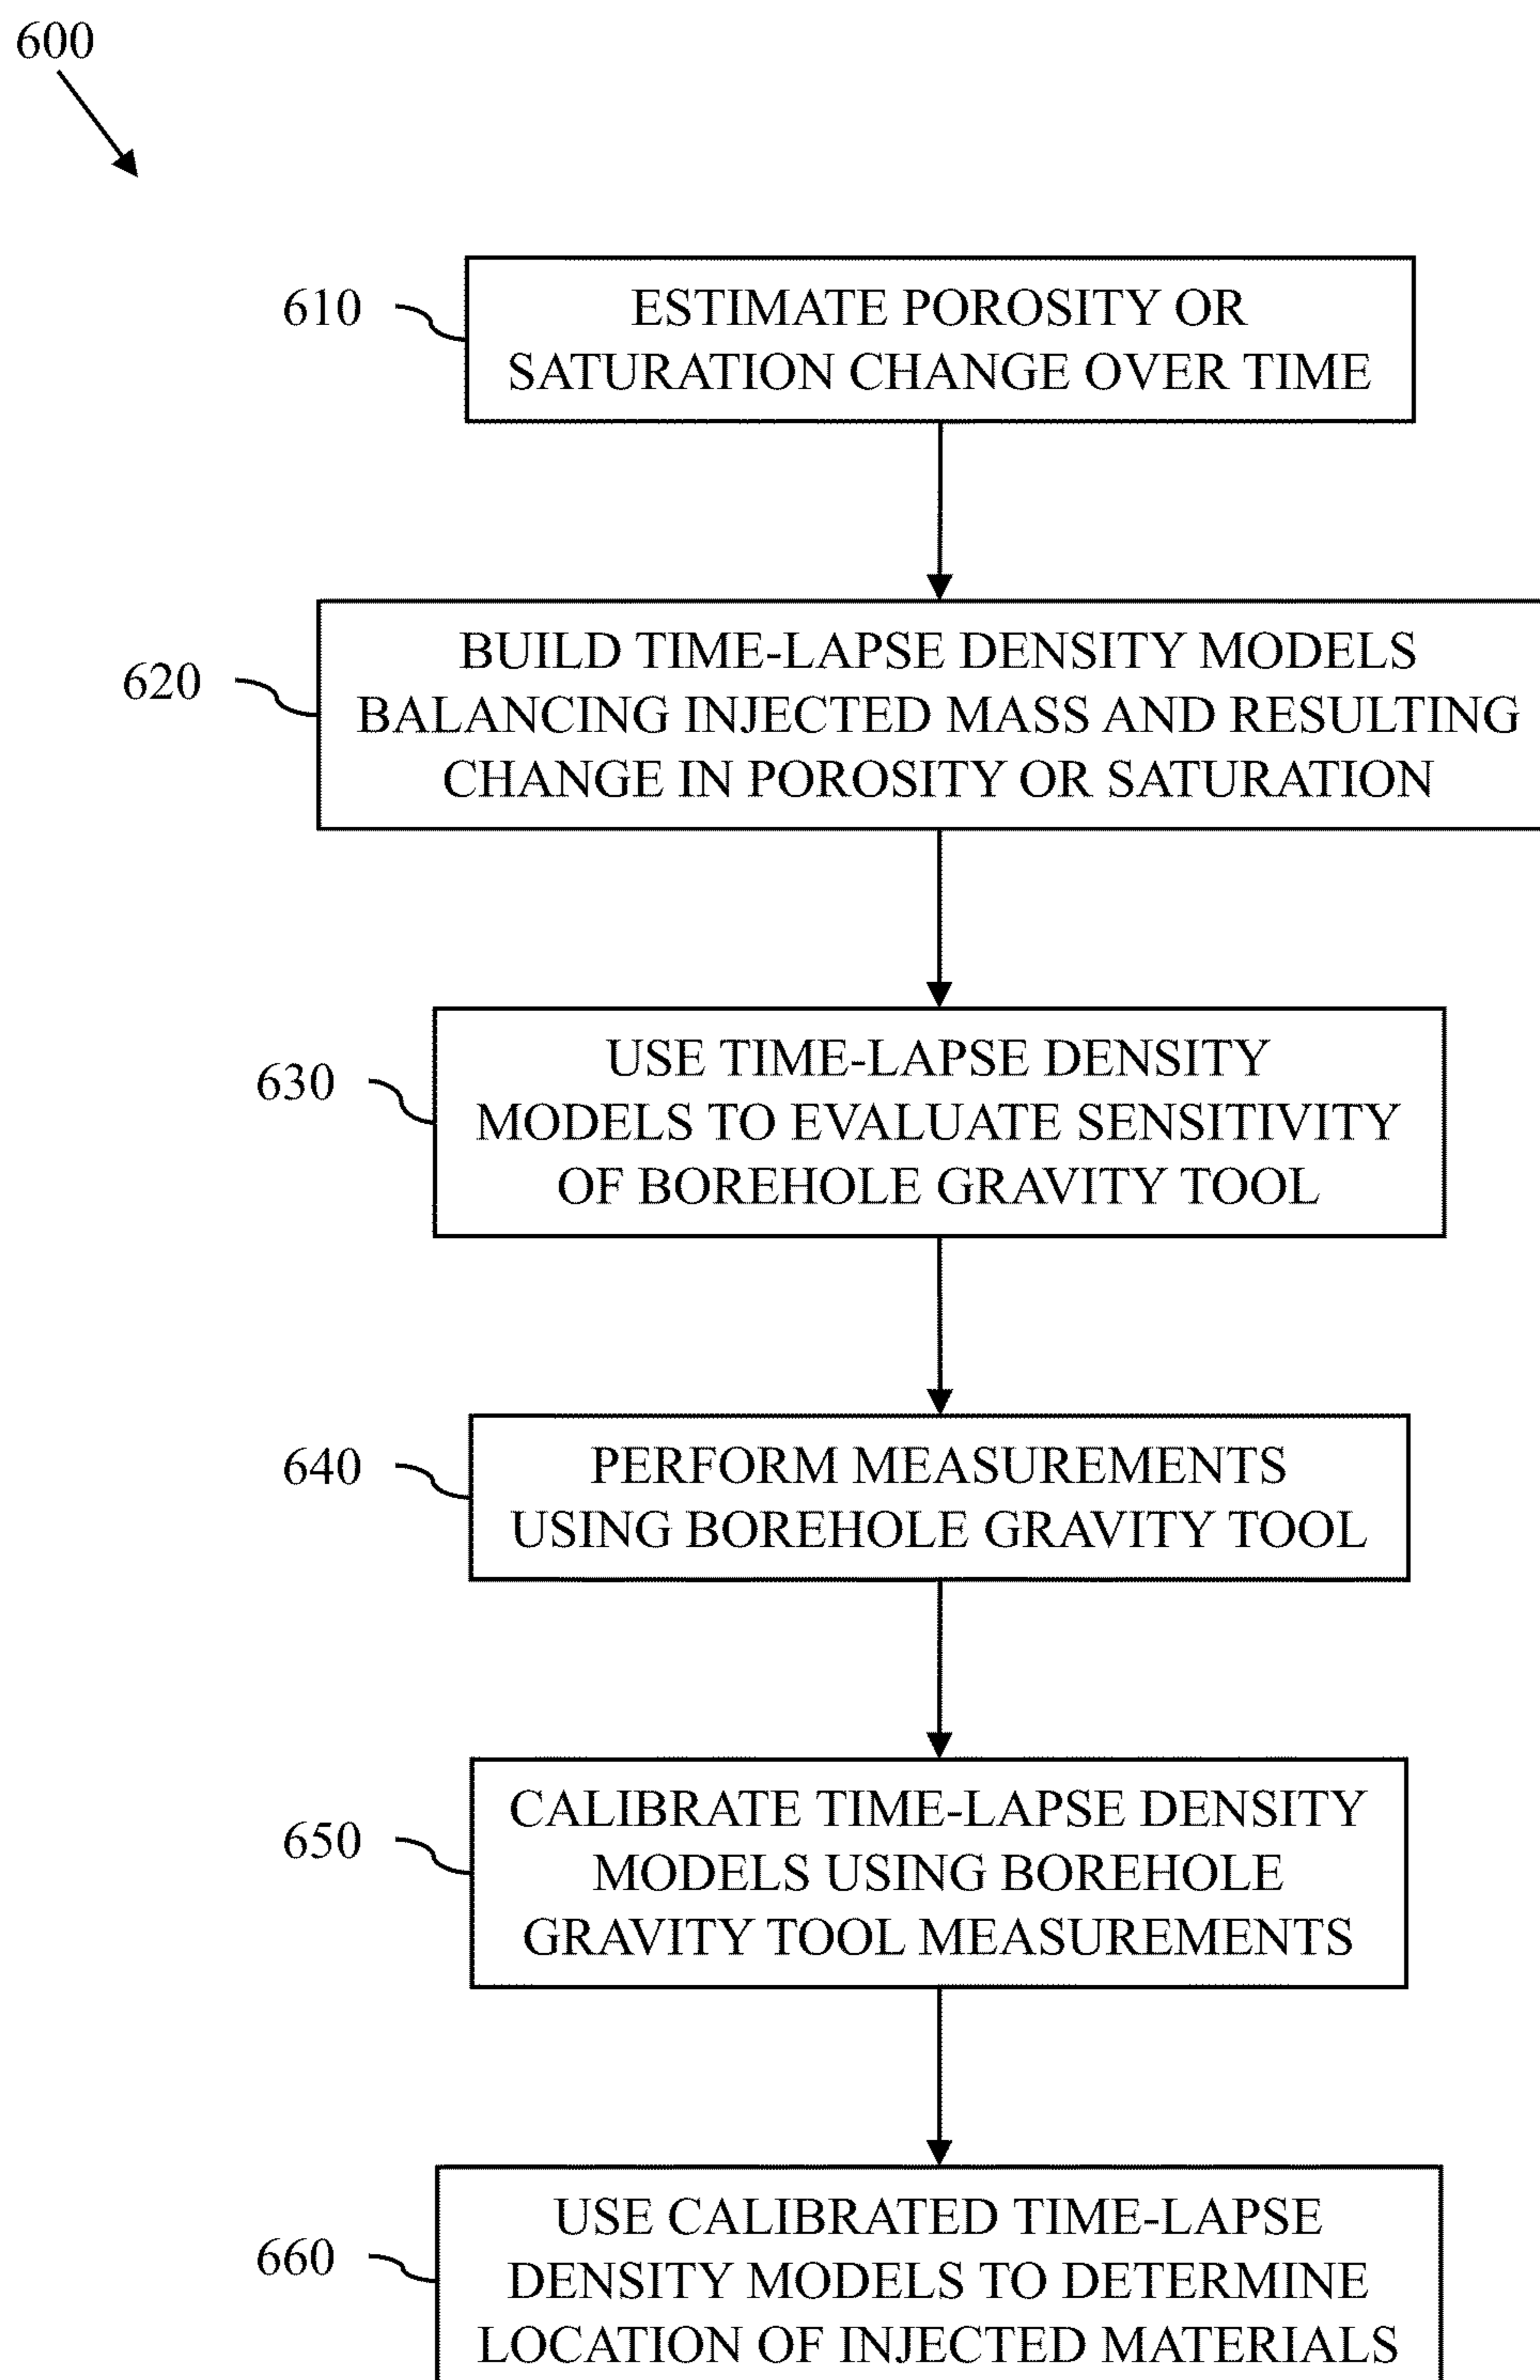 600
610
ESTIMATE POROSITY OR
SATURATION CHANGE OVER TIME
620
BUILD TIME-LAPSE DENSITY MODELS
BALANCING INJECTED MASS AND RESULTING
CHANGE IN POROSITY OR SATURATION
630
USE TIME-LAPSE DENSITY
MODELS TO EVALUATE SENSITIVITY
OF BOREHOLE GRAVITY TOOL
640
PERFORM MEASUREMENTS
USING BOREHOLE GRAVITY TOOL
650
CALIBRATE TIME-LAPSE DENSITY
MODELS USING BOREHOLE
GRAVITY TOOL MEASUREMENTS
660
USE CALIBRATED TIME-LAPSE
DENSITY MODELS TO DETERMINE
LOCATION OF INJECTED MATERIALS